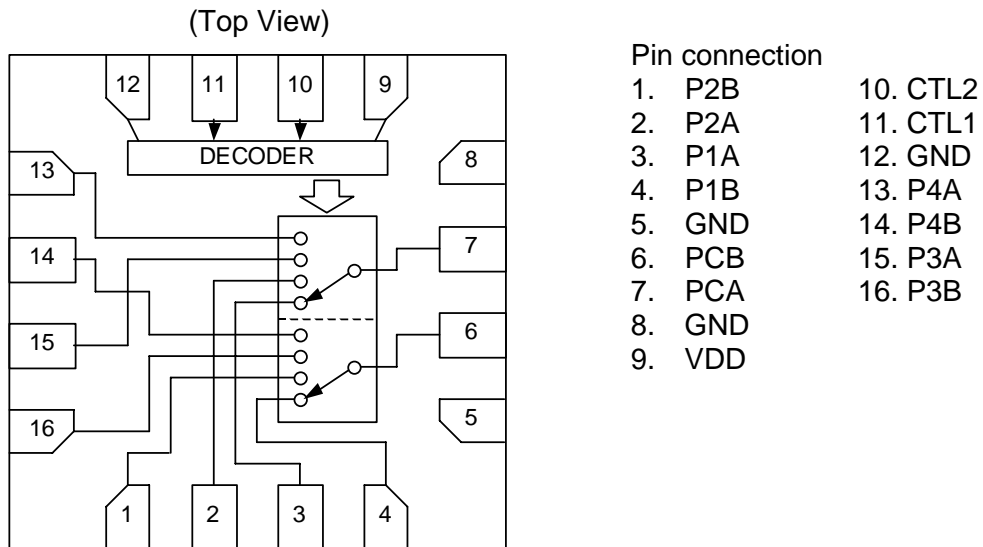 (Top View)
12 11 10 9
DECODER
13
8
14
7
15
6
16
5
1 2 3 4
Pin connection
1. P2B
2. P2A
3. P1A
4. P1B
5. GND
6. PCB
7. PCA
8. GND
9. VDD
10. CTL2
11. CTL1
12. GND
13. P4A
14. P4B
15. P3A
16. P3B